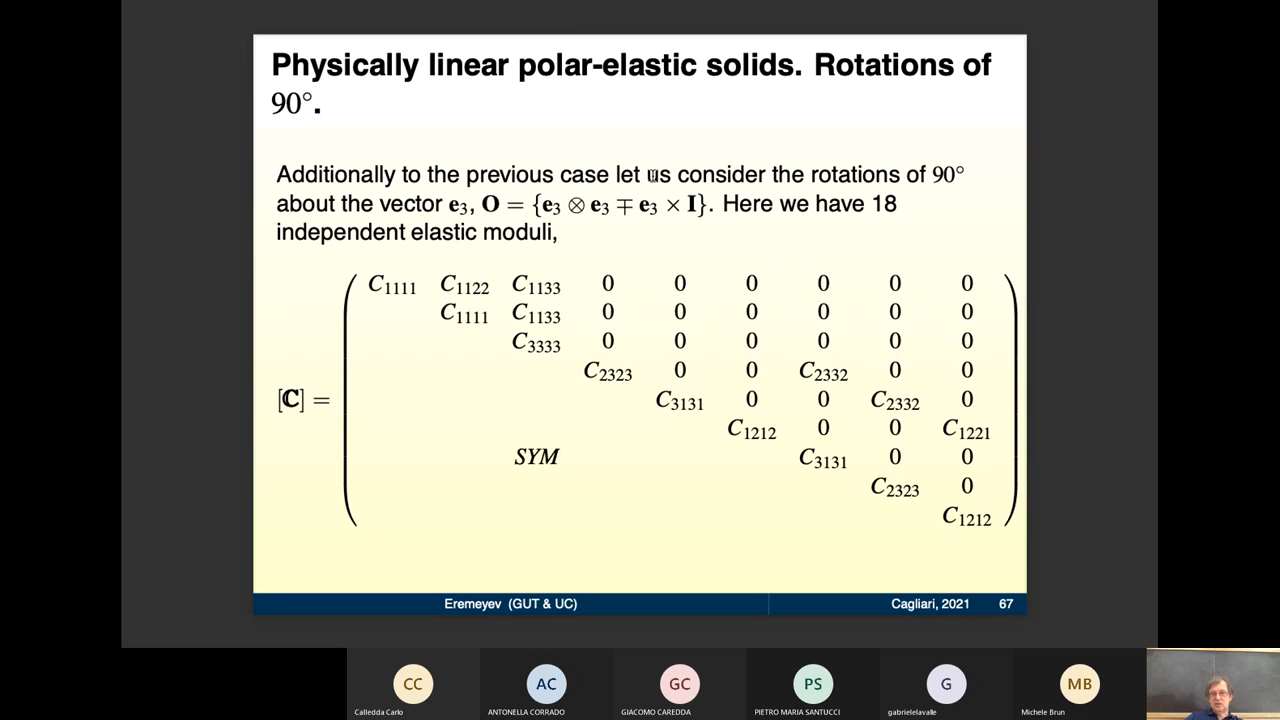 Physically linear polar-elastic solids. Rotations of
90°.
Additionally to the previous case let us consider the rotations of 90°
about the vector e₃, O = {e₃ ⊗ e₃ ∓ e₃ × I}. Here we have 18
independent elastic moduli,
C₁₁₁₁ C₁₁₂₂ C₁₁₃₃ 0 0 0 0 0 0
C₁₁₁₁ C₁₁₃₃ 0 0 0 0 0 0
C₃₃₃₃ 0 0 0 0 0 0
C₂₃₂₃ 0 0 C₂₃₃₂ 0 0
[ℂ] = C₃₁₃₁ 0 0 C₂₃₃₂ 0
C₁₂₁₂ 0 0 C₁₂₂₁
SYM C₃₁₃₁ 0 0
C₂₃₂₃ 0
C₁₂₁₂
Eremeyev (GUT & UC) Cagliari, 2021 67
CC AC GC PS G MB
Calledda Carlo ANTONELLA CORRADO GIACOMO CAREDDA PIETRO MARIA SANTUCCI gabrielelavalle Michele Brun